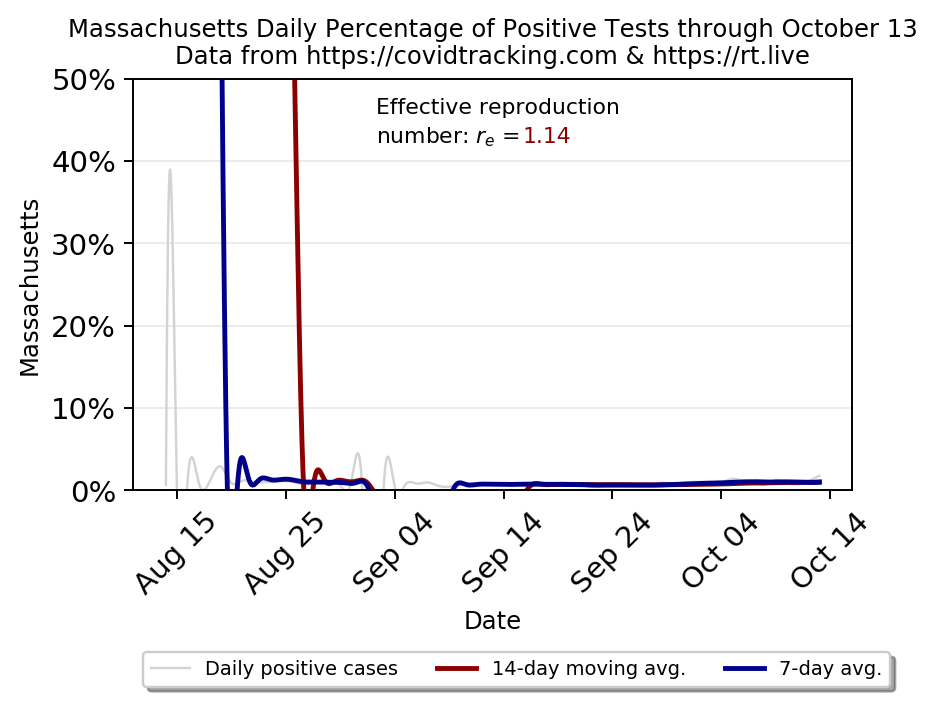 Massachusetts Daily Percentage of Positive Tests through October 13
Data from https://covidtracking.com & https://rt.live
50%
40%
30%
20%
10%
0%
Massachusetts
Effective reproduction
number: rₑ =1.14
Aug 15
Aug 25
Sep 04
Sep 14
Sep 24
Oct 04
Oct 14
Date
Daily positive cases
14-day moving avg.
7-day avg.